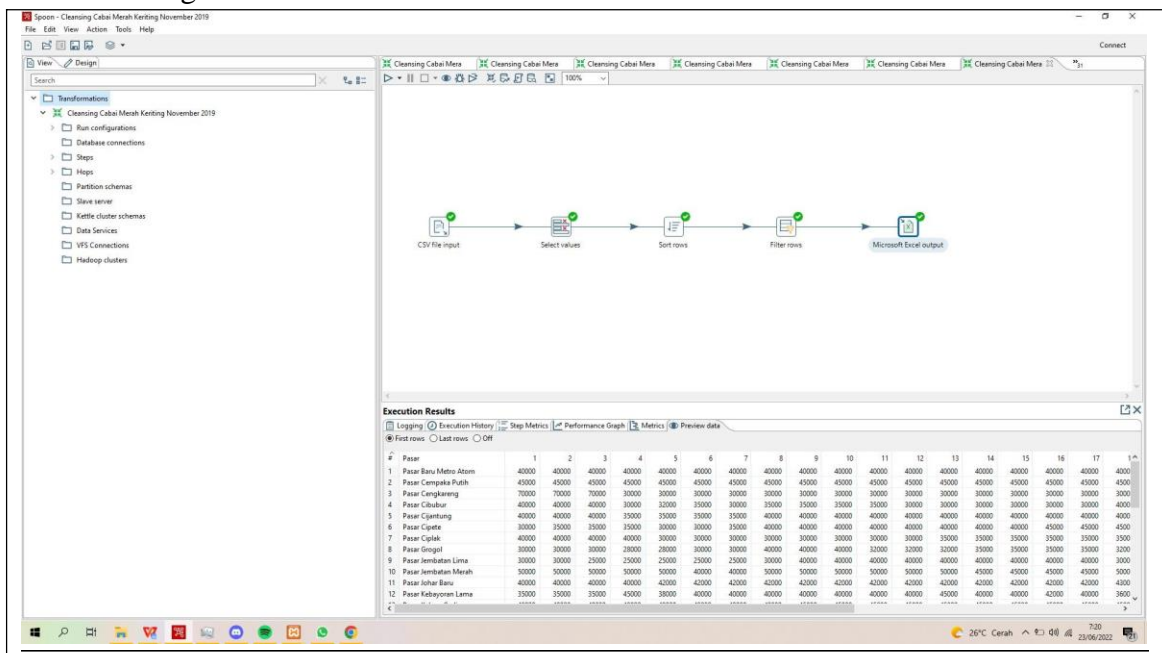 Spoon - Cleansing Cabai Merah Keriting November 2019
File Edit View Action Tools Help
Connect
View Design
Search
Transformations
Cleansing Cabai Merah Keriting November 2019
Run configurations
Database connections
Steps
Hops
Partition schemas
Slave server
Kettle cluster schemas
Data Services
VFS Connections
Hadoop clusters
Cleansing Cabai Mera Cleansing Cabai Mera Cleansing Cabai Mera Cleansing Cabai Mera Cleansing Cabai Mera Cleansing Cabai Mera Cleansing Cabai Mera
100%
CSV file input Select values Sort rows Filter rows Microsoft Excel output
Execution Results
Logging Execution History Step Metrics Performance Graph Metrics Preview data
First rows Last rows Off
# Pasar 1 2 3 4 5 6 7 8 9 10 11 12 13 14 15 16 17
1 Pasar Baru Metro Atom 40000 40000 40000 40000 40000 40000 40000 40000 40000 40000 40000 40000 40000 40000 40000 40000 40000 4000
2 Pasar Cempaka Putih 45000 45000 45000 45000 45000 45000 45000 45000 45000 45000 45000 45000 45000 45000 45000 45000 45000 4500
3 Pasar Cengkareng 70000 70000 70000 30000 30000 30000 30000 30000 30000 30000 30000 30000 30000 30000 30000 30000 30000 3000
4 Pasar Cibubur 40000 40000 40000 30000 32000 35000 30000 35000 35000 35000 35000 30000 30000 30000 30000 30000 30000 4000
5 Pasar Cijantung 40000 40000 40000 35000 35000 35000 35000 40000 40000 40000 40000 40000 40000 40000 40000 40000 40000 4000
6 Pasar Cipete 30000 35000 35000 35000 30000 30000 35000 40000 40000 40000 40000 40000 40000 40000 40000 45000 45000 4500
7 Pasar Ciplak 40000 40000 40000 40000 30000 30000 30000 30000 30000 30000 30000 30000 35000 35000 35000 35000 35000 3500
8 Pasar Grogol 30000 30000 30000 28000 28000 30000 30000 40000 40000 40000 32000 32000 32000 35000 35000 35000 35000 3200
9 Pasar Jembatan Lima 30000 30000 25000 25000 25000 25000 25000 30000 40000 40000 40000 40000 40000 40000 40000 40000 40000 3000
10 Pasar Jembatan Merah 50000 50000 50000 50000 50000 40000 40000 50000 50000 50000 50000 50000 50000 45000 45000 45000 45000 5000
11 Pasar Johar Baru 40000 40000 40000 40000 42000 42000 42000 42000 42000 42000 42000 42000 42000 42000 42000 42000 42000 4300
12 Pasar Kebayoran Lama 35000 35000 35000 45000 38000 40000 40000 40000 40000 40000 40000 40000 45000 40000 40000 42000 40000 3600
26°C Cerah 7:20
23/06/2022